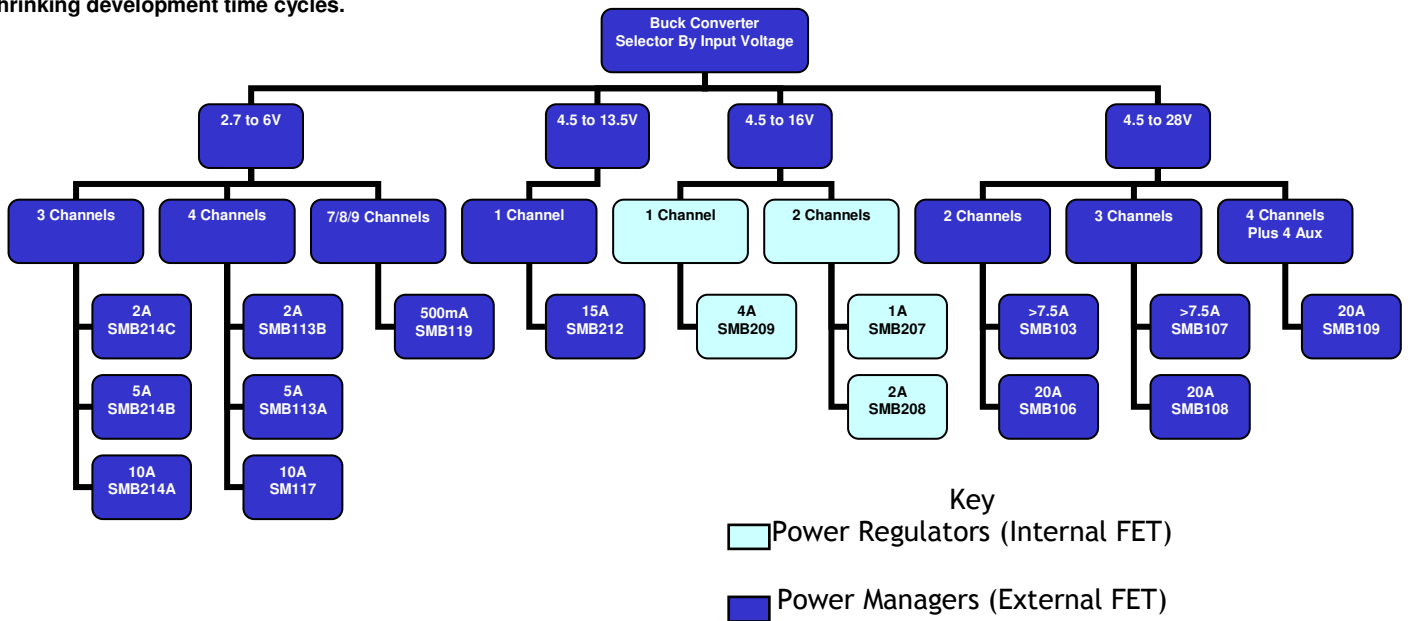 hrinking development time cycles.
Buck Converter
Selector By Input Voltage
2.7 to 6V
4.5 to 13.5V
4.5 to 16V
4.5 to 28V
3 Channels
4 Channels
7/8/9 Channels
1 Channel
1 Channel
2 Channels
2 Channels
3 Channels
4 Channels
Plus 4 Aux
2A
SMB214C
2A
SMB113B
500mA
SMB119
15A
SMB212
4A
SMB209
1A
SMB207
>7.5A
SMB103
>7.5A
SMB107
20A
SMB109
5A
SMB214B
5A
SMB113A
2A
SMB208
20A
SMB106
20A
SMB108
10A
SMB214A
10A
SM117
Key
Power Regulators (Internal FET)
Power Managers (External FET)